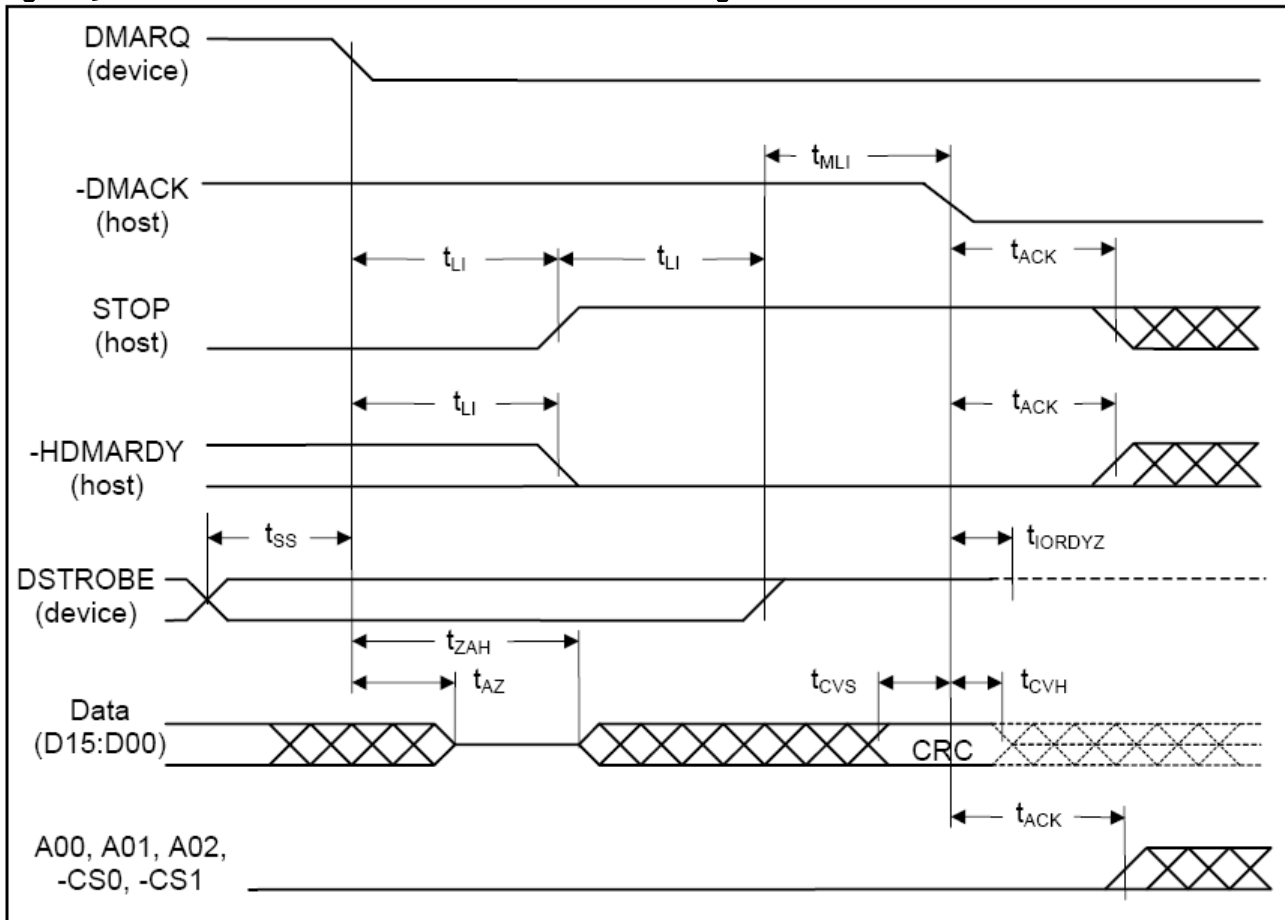 DMARQ
(device)
tMLI
-DMACK
(host)
tLI
tLI
tACK
STOP
(host)
tLI
tACK
-HDMARDY
(host)
tSS
tIORDYZ
DSTROBE
(device)
tZAH
tAZ
tCVS
tCVH
Data
(D15:D00)
CRC
tACK
A00, A01, A02,
-CS0, -CS1